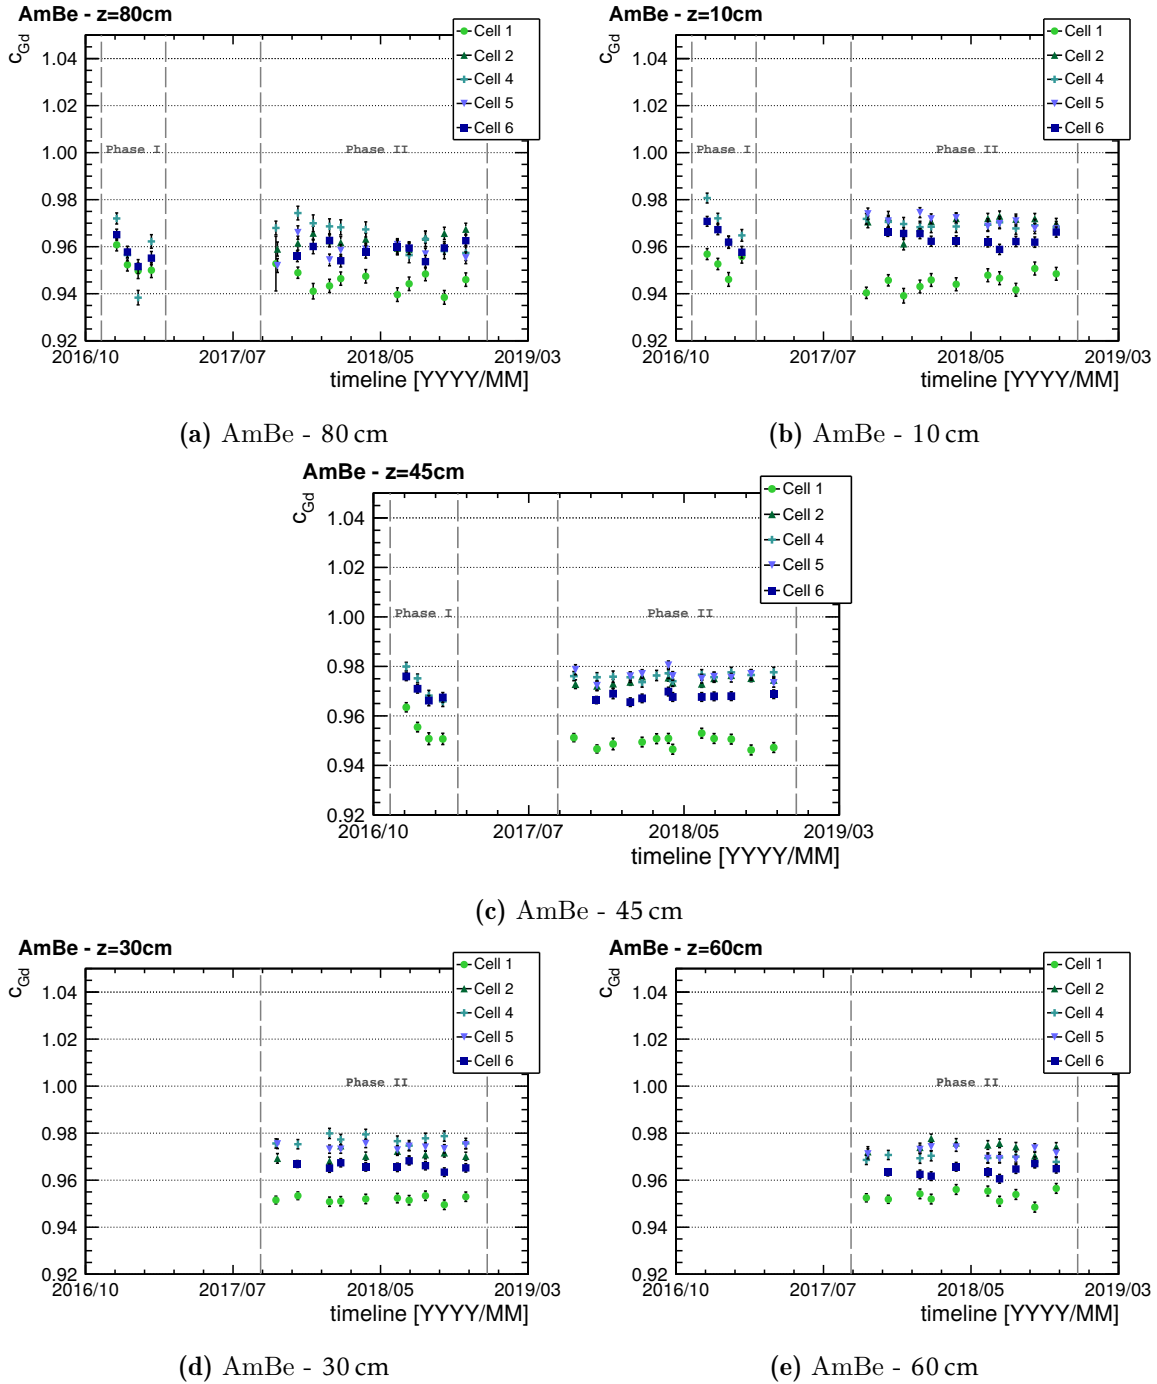 AmBe - z=80cm
c_Gd
1.04
1.02
1.00
0.98
0.96
0.94
0.92
Phase I
Phase II
Cell 1
Cell 2
Cell 4
Cell 5
Cell 6
2016/10 2017/07 2018/05 2019/03
timeline [YYYY/MM]
(a) AmBe - 80 cm
AmBe - z=10cm
c_Gd
1.04
1.02
1.00
0.98
0.96
0.94
0.92
Phase I
Phase II
Cell 1
Cell 2
Cell 4
Cell 5
Cell 6
2016/10 2017/07 2018/05 2019/03
timeline [YYYY/MM]
(b) AmBe - 10 cm
AmBe - z=45cm
c_Gd
1.04
1.02
1.00
0.98
0.96
0.94
0.92
Phase I
Phase II
Cell 1
Cell 2
Cell 4
Cell 5
Cell 6
2016/10 2017/07 2018/05 2019/03
timeline [YYYY/MM]
(c) AmBe - 45 cm
AmBe - z=30cm
c_Gd
1.04
1.02
1.00
0.98
0.96
0.94
0.92
Phase II
Cell 1
Cell 2
Cell 4
Cell 5
Cell 6
2016/10 2017/07 2018/05 2019/03
timeline [YYYY/MM]
(d) AmBe - 30 cm
AmBe - z=60cm
c_Gd
1.04
1.02
1.00
0.98
0.96
0.94
0.92
Phase II
Cell 1
Cell 2
Cell 4
Cell 5
Cell 6
2016/10 2017/07 2018/05 2019/03
timeline [YYYY/MM]
(e) AmBe - 60 cm